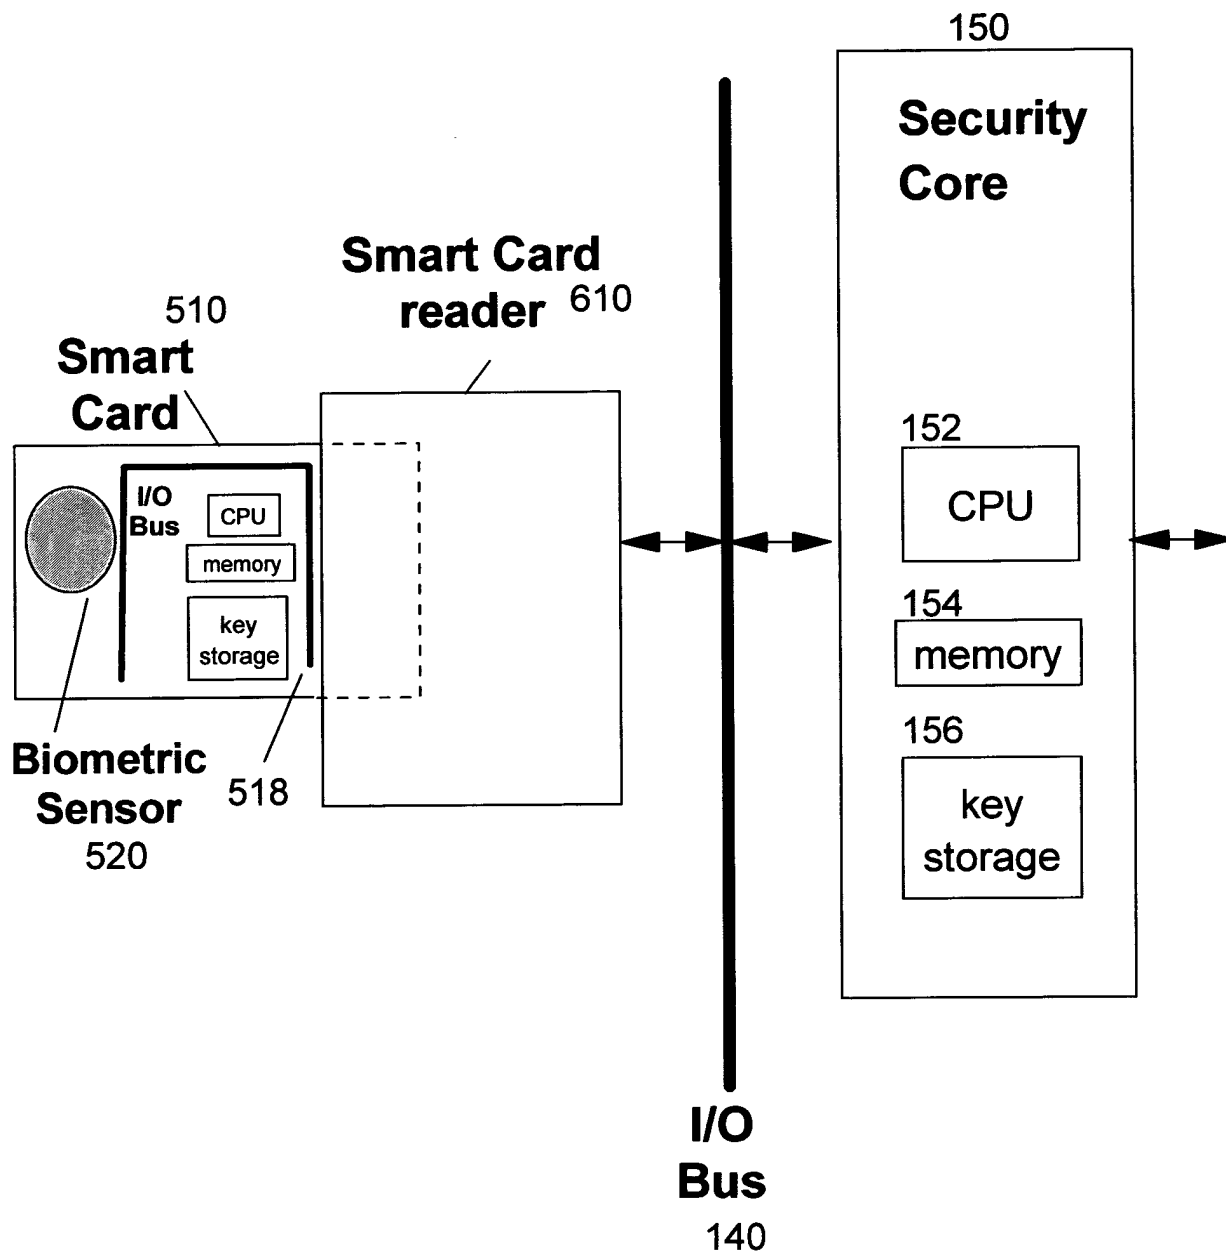 150
Security
Core
Smart Card
reader 610
510
Smart
Card
I/O
Bus
CPU
memory
key
storage
Biometric
Sensor
520
518
152
CPU
154
memory
156
key
storage
I/O
Bus
140